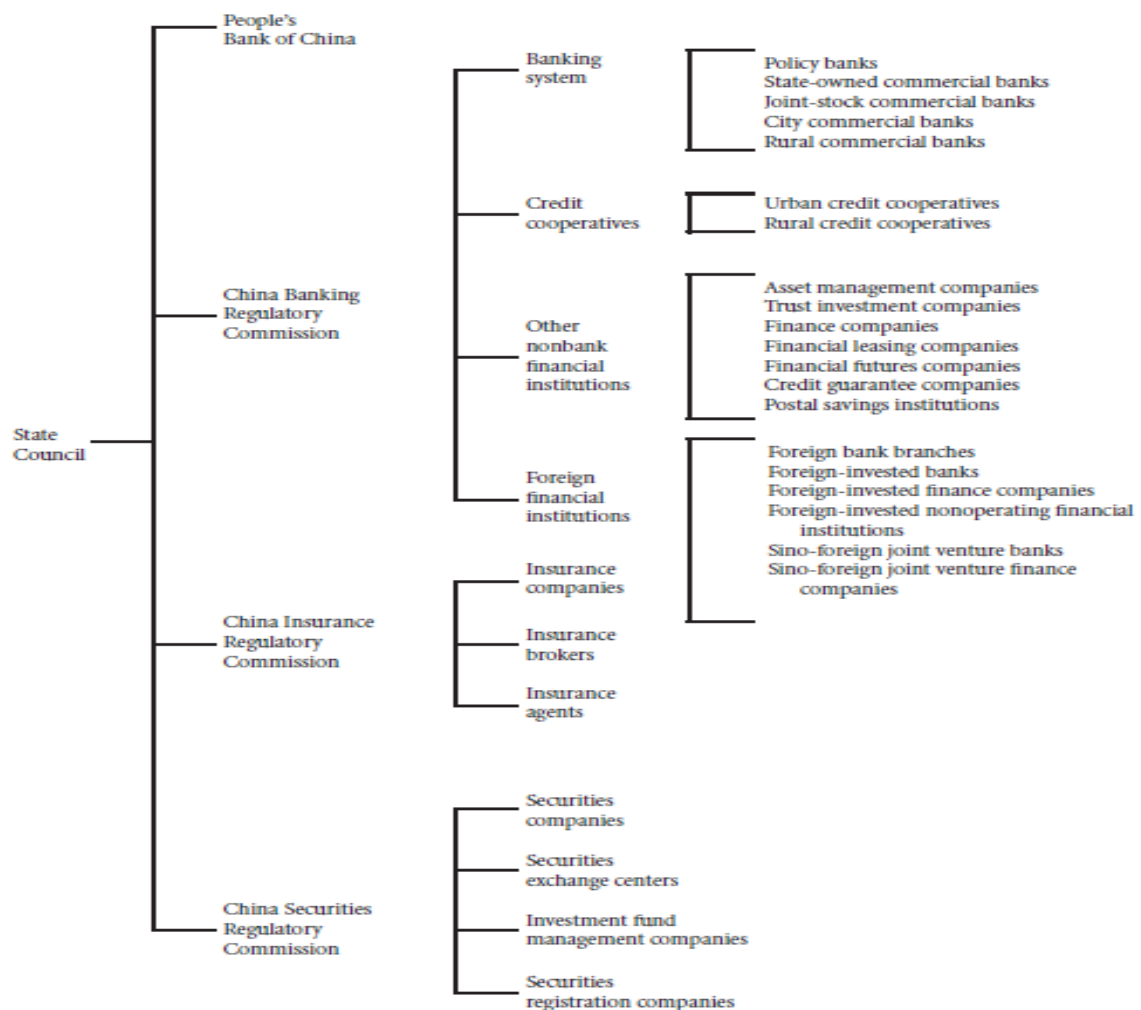 People's
Bank of China
Banking
system
Policy banks
State-owned commercial banks
Joint-stock commercial banks
City commercial banks
Rural commercial banks
Credit
cooperatives
Urban credit cooperatives
Rural credit cooperatives
China Banking
Regulatory
Commission
Other
nonbank
financial
institutions
Asset management companies
Trust investment companies
Finance companies
Financial leasing companies
Financial futures companies
Credit guarantee companies
Postal savings institutions
State
Council
Foreign
financial
institutions
Foreign bank branches
Foreign-invested banks
Foreign-invested finance companies
Foreign-invested nonoperating financial
institutions
Sino-foreign joint venture banks
Sino-foreign joint venture finance
companies
Insurance
companies
China Insurance
Regulatory
Commission
Insurance
brokers
Insurance
agents
Securities
companies
Securities
exchange centers
China Securities
Regulatory
Commission
Investment fund
management companies
Securities
registration companies